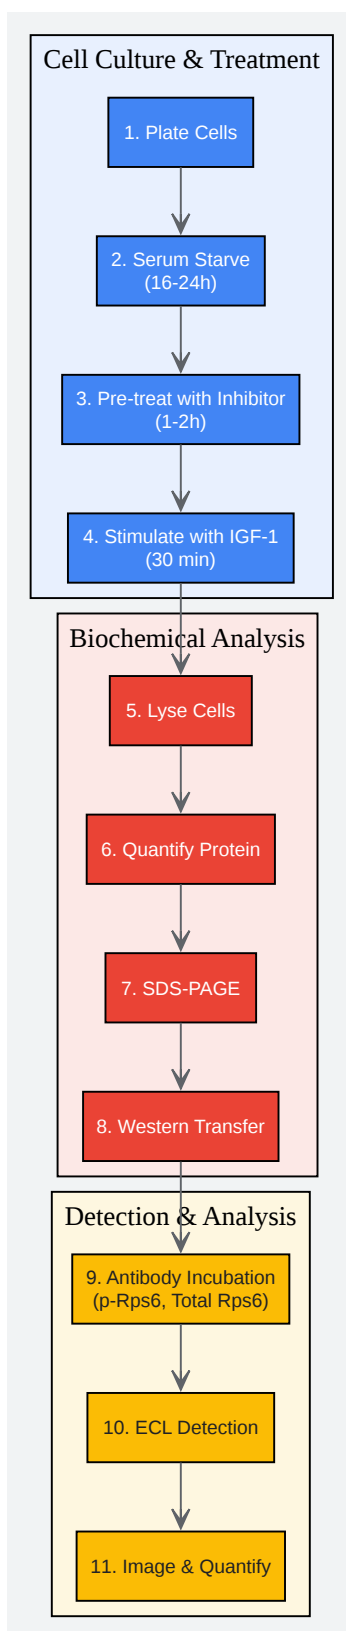 Cell Culture & Treatment
1. Plate Cells
2. Serum Starve
(16-24h)
3. Pre-treat with Inhibitor
(1-2h)
4. Stimulate with IGF-1
(30 min)
Biochemical Analysis
5. Lyse Cells
6. Quantify Protein
7. SDS-PAGE
8. Western Transfer
Detection & Analysis
9. Antibody Incubation
(p-Rps6, Total Rps6)
10. ECL Detection
11. Image & Quantify